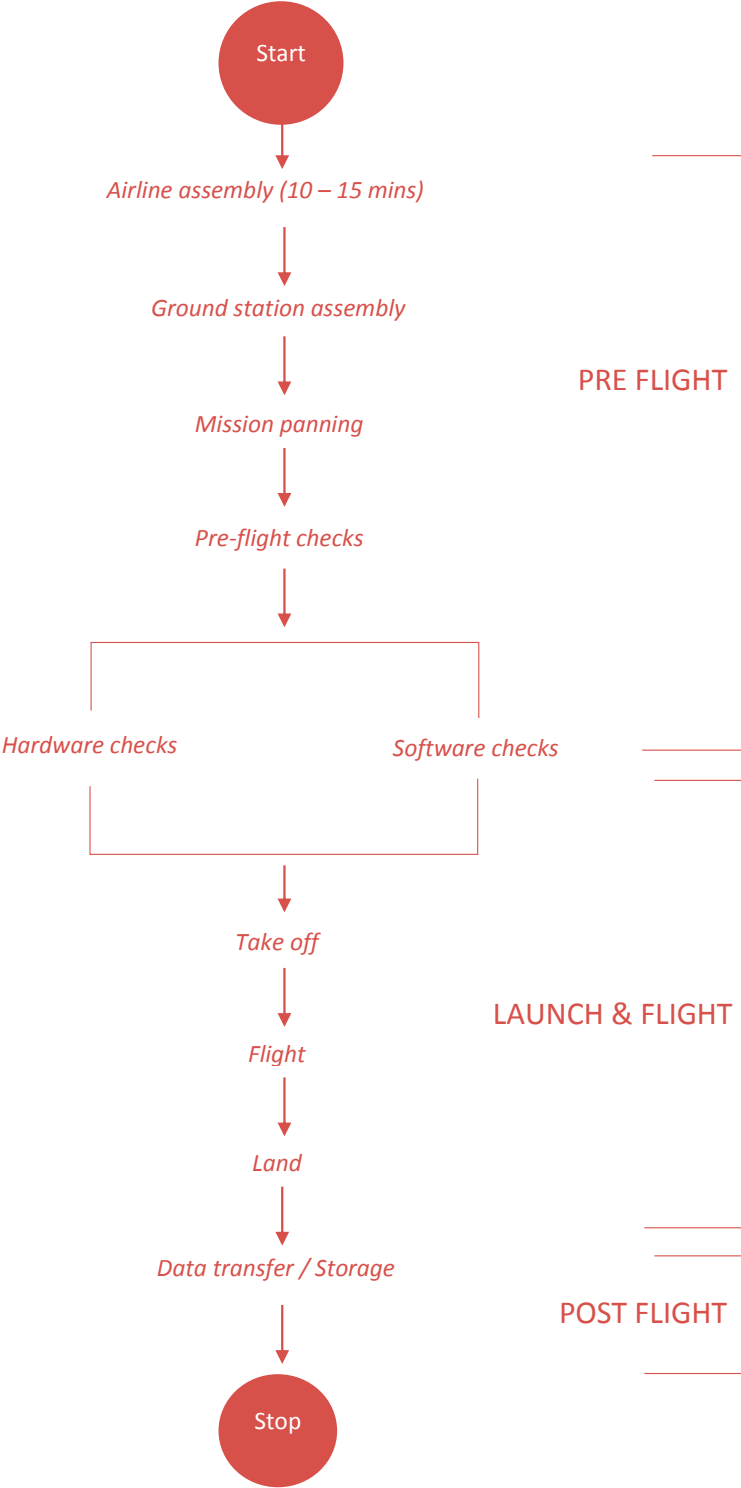 Start
Airline assembly (10 – 15 mins)
Ground station assembly
PRE FLIGHT
Mission panning
Pre-flight checks
Hardware checks
Software checks
Take off
LAUNCH & FLIGHT
Flight
Land
Data transfer / Storage
POST FLIGHT
Stop